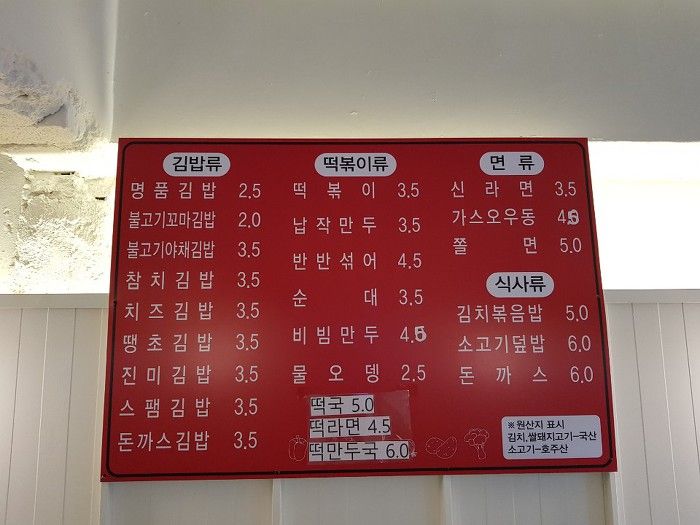 김밥류
명품김밥 2.5
불고기꼬마김밥 2.0
불고기야채김밥 3.5
참치김밥 3.5
치즈김밥 3.5
땡초김밥 3.5
진미김밥 3.5
스팸김밥 3.5
돈까스김밥 3.5
떡볶이류
떡볶이 3.5
납작만두 3.5
반반섞어 4.5
순대 3.5
비빔만두 4.5
물오뎅 2.5
떡국 5.0
떡라면 4.5
떡만두국 6.0
면류
신라면 3.5
가스오우동 4.5
쫄면 5.0
식사류
김치볶음밥 5.0
소고기덮밥 6.0
돈까스 6.0
※원산지 표시
김치,쌀돼지고기-국산
소고기-호주산